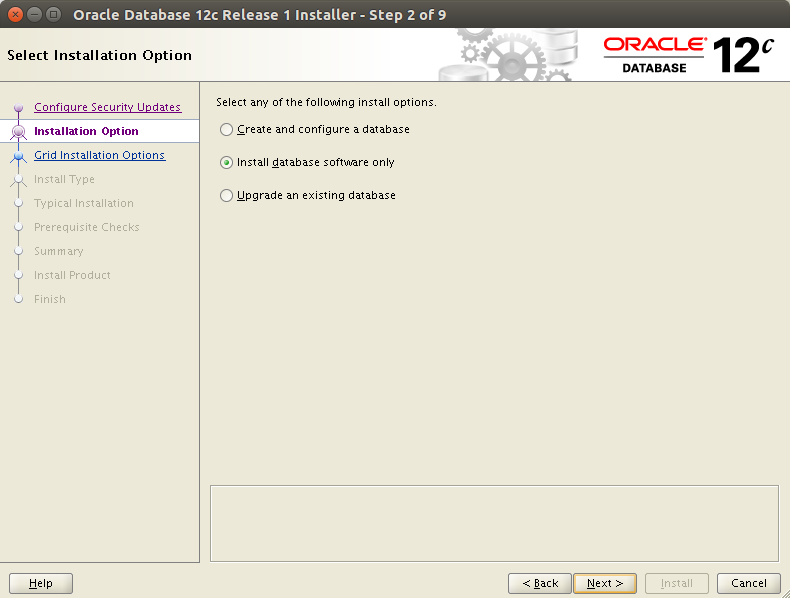 Oracle Database 12c Release 1 Installer - Step 2 of 9
Select Installation Option
ORACLE®
DATABASE
12c
Configure Security Updates
Installation Option
Grid Installation Options
Install Type
Typical Installation
Prerequisite Checks
Summary
Install Product
Finish
Select any of the following install options.
Create and configure a database
Install database software only
Upgrade an existing database
Help
< Back
Next >
Install
Cancel